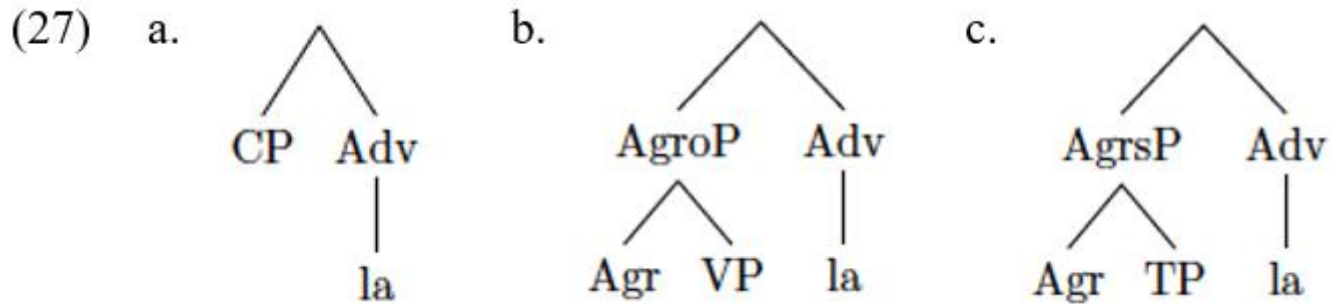 (27) a. b. c.
CP Adv AgroP Adv AgrsP Adv
la Agr VP la Agr TP la